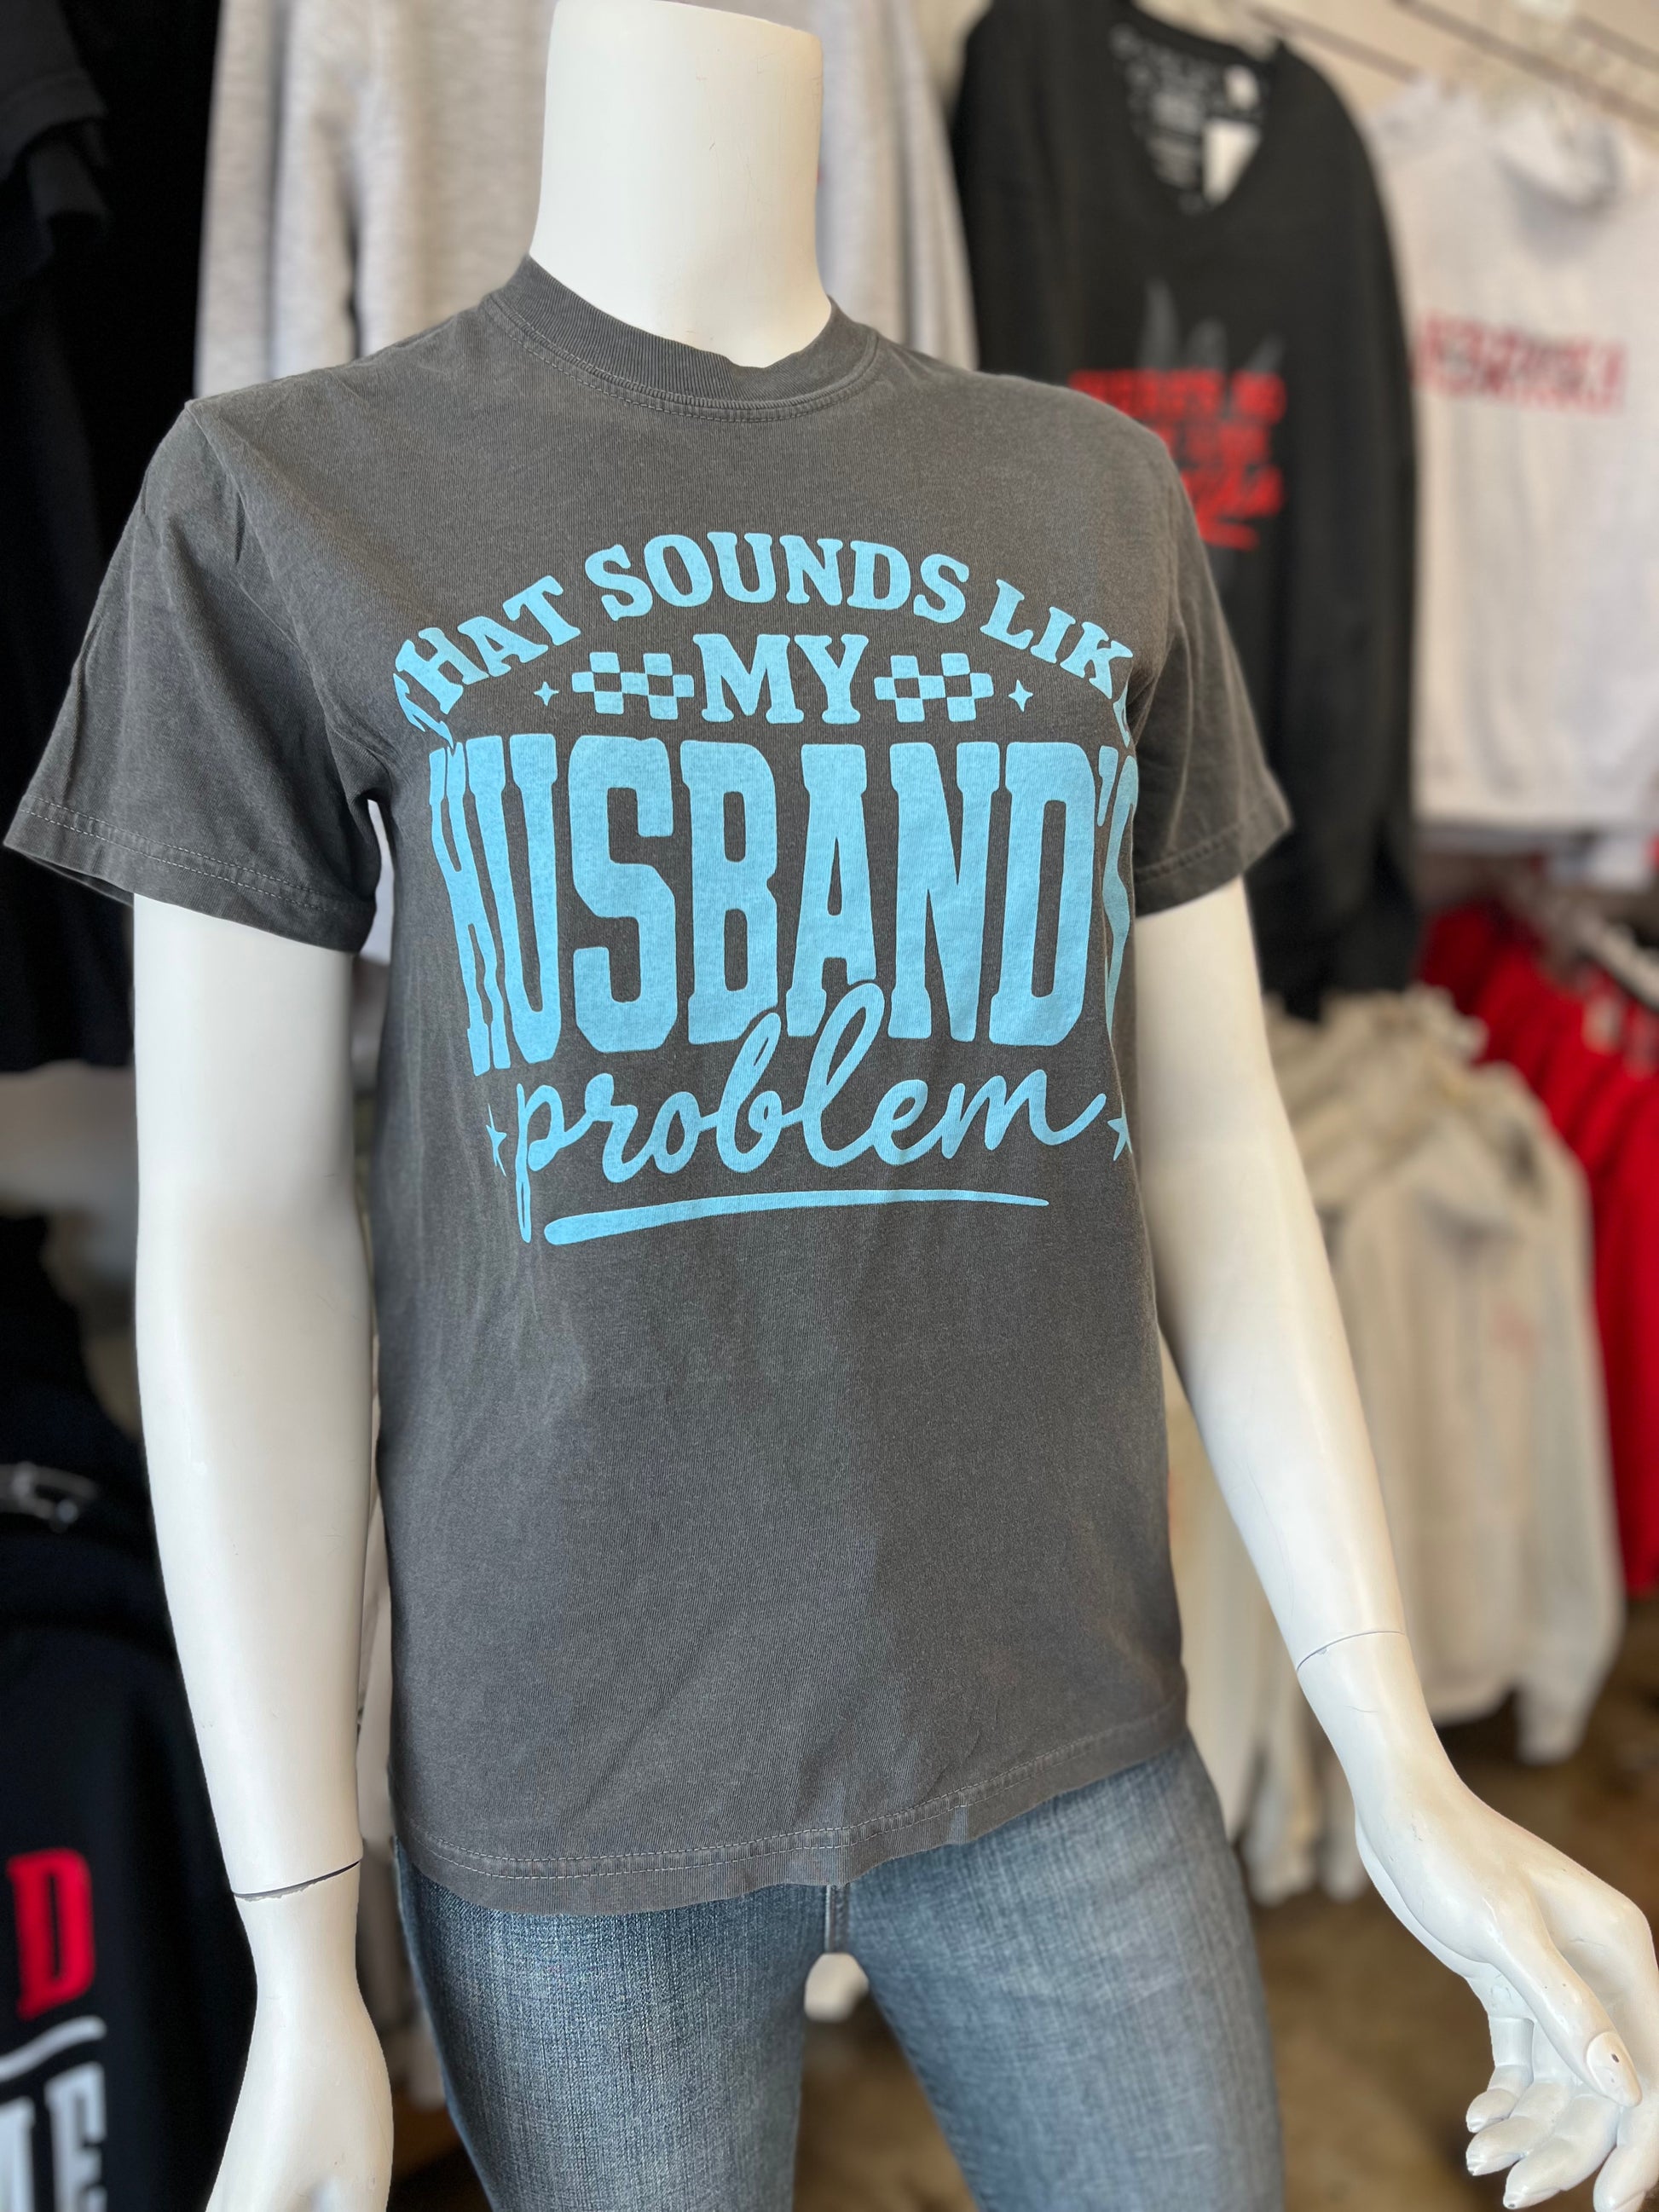 THAT SOUNDS LIKE
MY
HUSBAND'S
problem
D